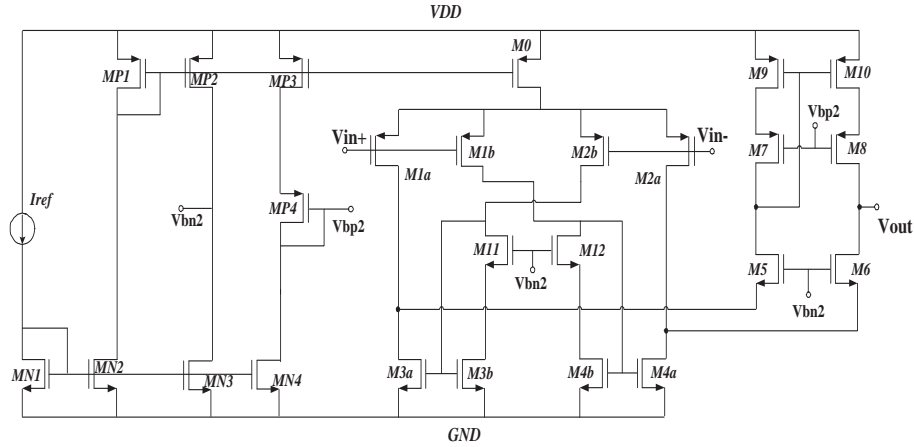 VDD
MP1
MP2
MP3
M0
M9
M10
Vin+
M1a
M1b
M2b
M2a
Vin-
Vbp2
M7
M8
Iref
Vbn2
MP4
Vbp2
M11
M12
Vbn2
Vout
M5
M6
Vbn2
MN1
MN2
MN3
MN4
M3a
M3b
M4b
M4a
GND